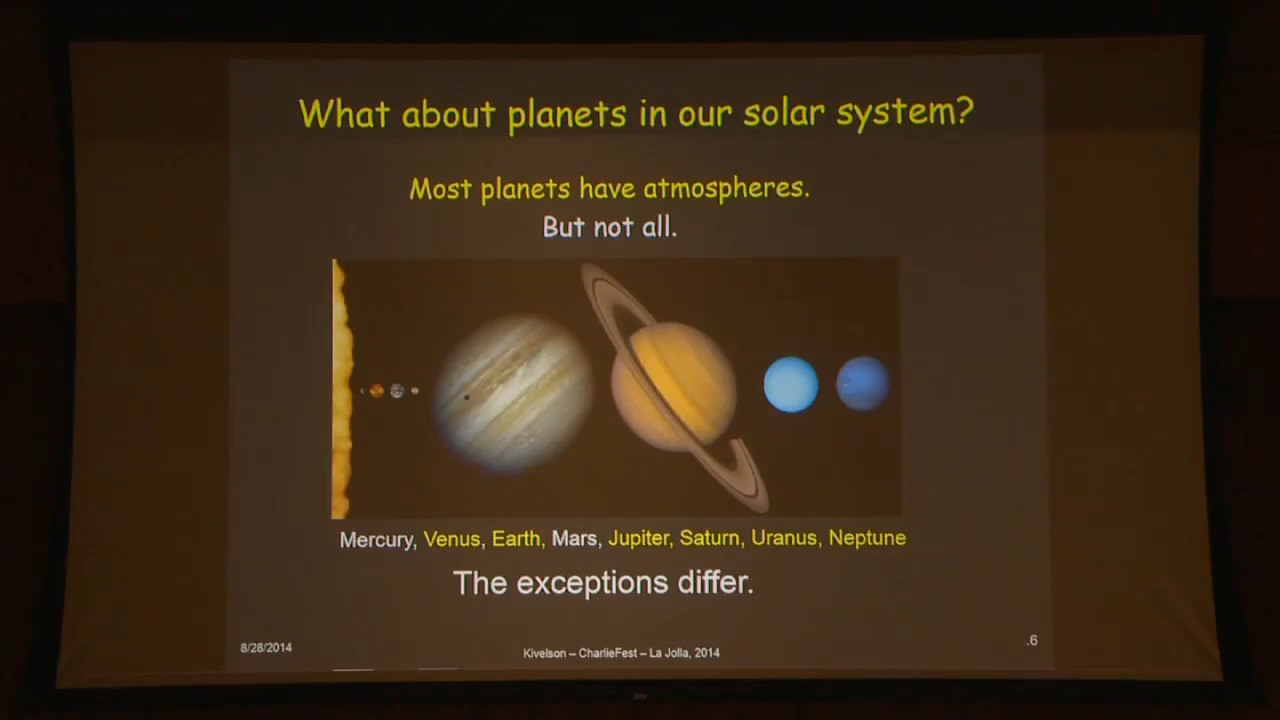 What about planets in our solar system?
Most planets have atmospheres.
But not all.
Mercury, Venus, Earth, Mars, Jupiter, Saturn, Uranus, Neptune
The exceptions differ.
8/28/2014
Kivelson – CharlieFest – La Jolla, 2014
.6